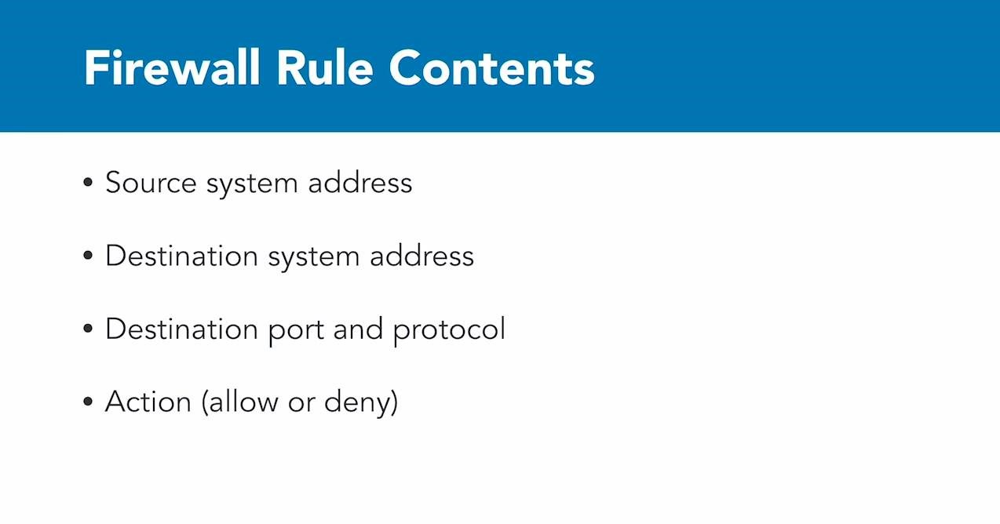 Firewall Rule Contents
• Source system address
• Destination system address
• Destination port and protocol
• Action (allow or deny)